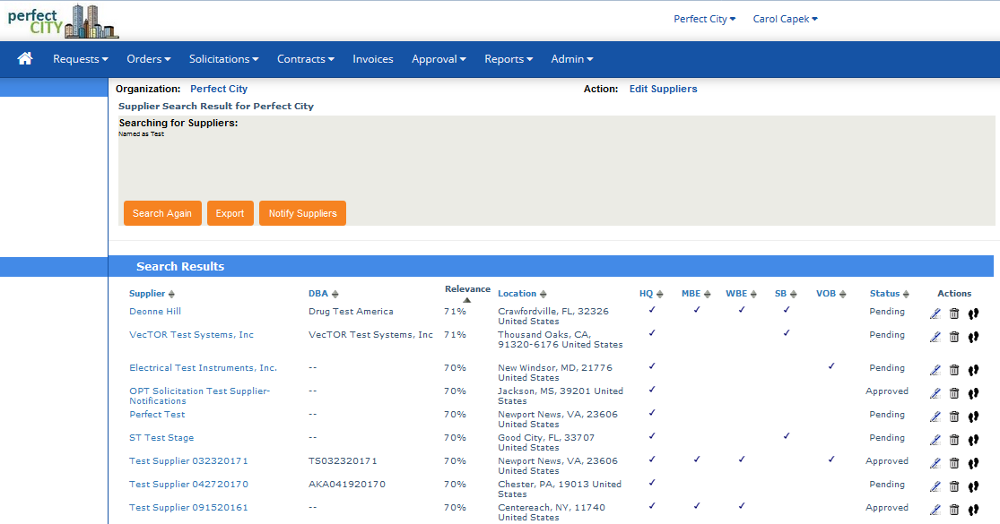 perfect
CITY
Perfect City Carol Capek
Requests Orders Solicitations Contracts Invoices Approval Reports Admin
Organization: Perfect City Action: Edit Suppliers
Supplier Search Result for Perfect City
Searching for Suppliers:
Named as Test
Search Again Export Notify Suppliers
Search Results
Supplier DBA Relevance Location HQ MBE WBE SB VOB Status Actions
Deonne Hill Drug Test America 71% Crawfordville, FL, 32326 ✓ ✓ ✓ ✓ Pending
United States
VecTOR Test Systems, Inc VecTOR Test Systems, Inc 71% Thousand Oaks, CA, ✓ ✓ Pending
91320-6176 United States
Electrical Test Instruments, Inc. -- 70% New Windsor, MD, 21776 ✓ ✓ Pending
United States
OPT Solicitation Test Supplier- -- 70% Jackson, MS, 39201 United ✓ Approved
Notifications States
Perfect Test -- 70% Newport News, VA, 23606 ✓ Pending
United States
ST Test Stage -- 70% Good City, FL, 33707 ✓ ✓ Pending
United States
Test Supplier 032320171 TS032320171 70% Newport News, VA, 23606 ✓ ✓ ✓ ✓ Approved
United States
Test Supplier 042720170 AKA041920170 70% Chester, PA, 19013 United ✓ Pending
States
Test Supplier 091520161 -- 70% Centereach, NY, 11740 ✓ ✓ ✓ Approved
United States